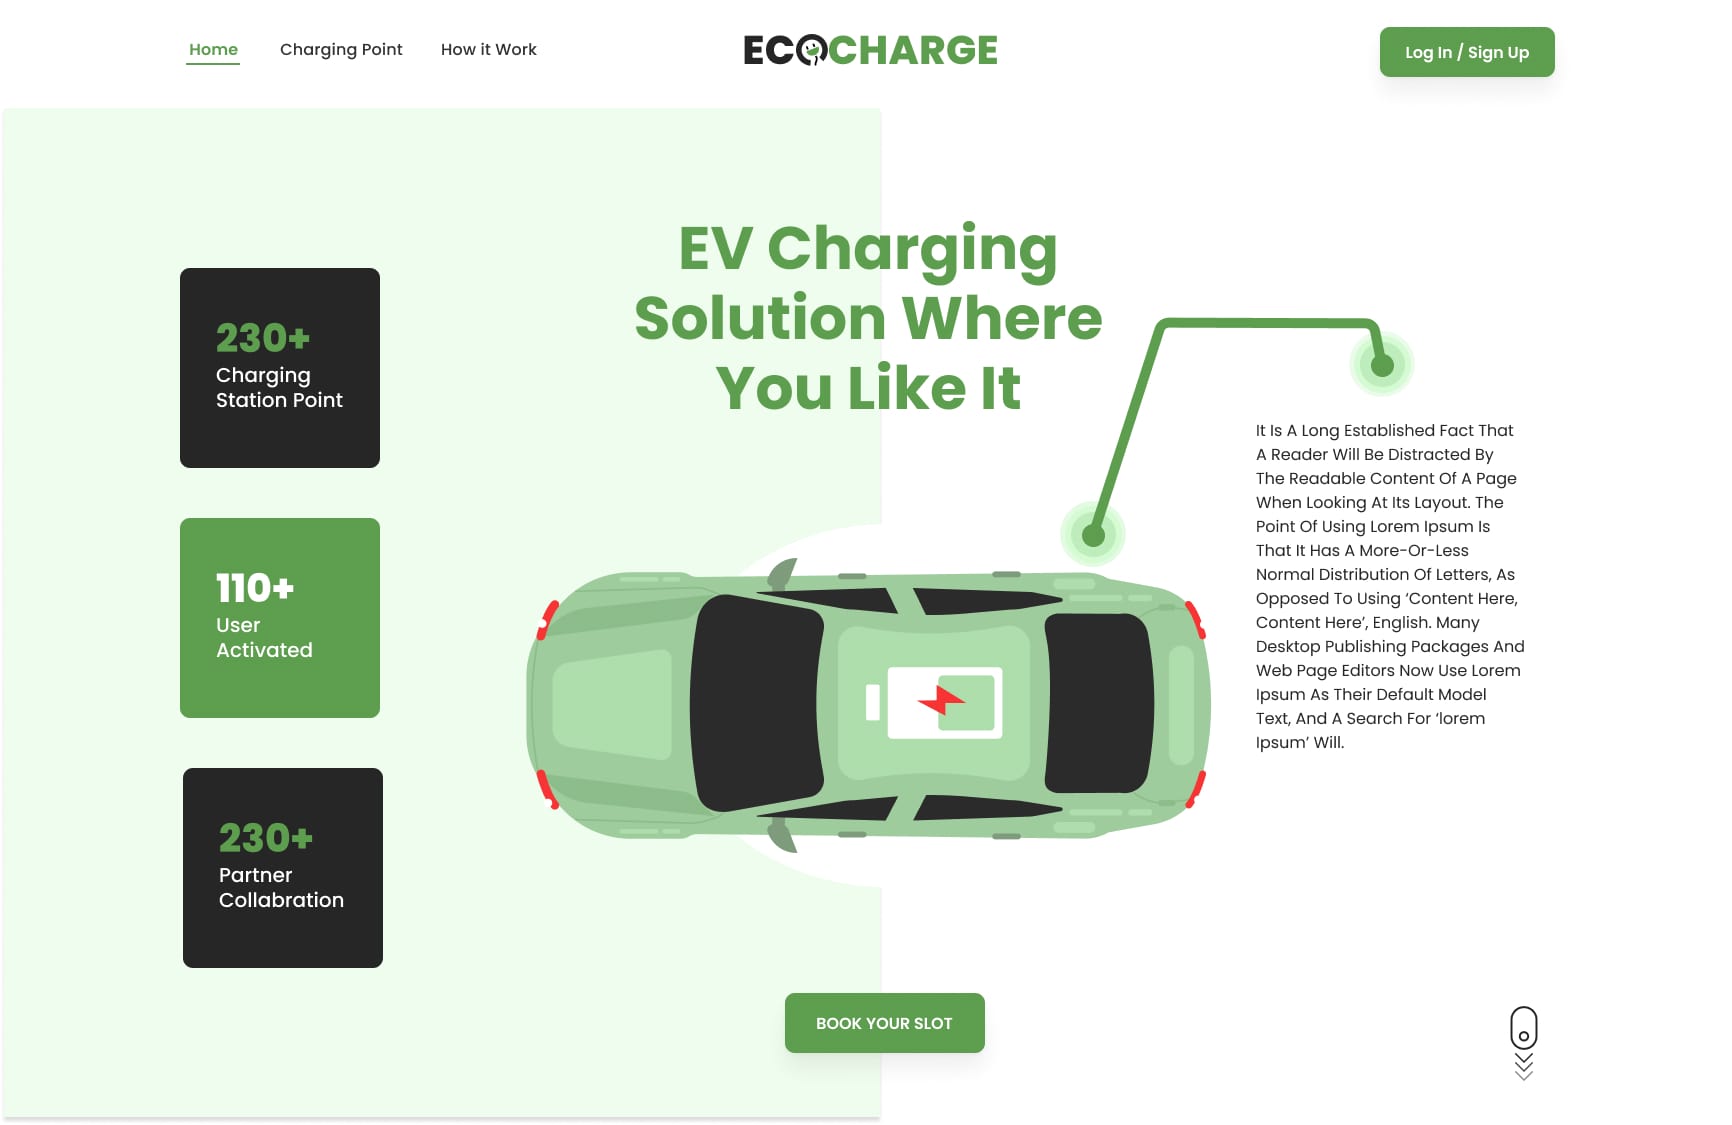 Home
Charging Point
How it Work
ECOCHARGE
Log In / Sign Up
EV Charging
Solution Where
You Like It
230+
Charging
Station Point
110+
User
Activated
230+
Partner
Collabration
It Is A Long Established Fact That
A Reader Will Be Distracted By
The Readable Content Of A Page
When Looking At Its Layout. The
Point Of Using Lorem Ipsum Is
That It Has A More-Or-Less
Normal Distribution Of Letters, As
Opposed To Using ‘Content Here,
Content Here’, English. Many
Desktop Publishing Packages And
Web Page Editors Now Use Lorem
Ipsum As Their Default Model
Text, And A Search For ‘lorem
Ipsum’ Will.
BOOK YOUR SLOT